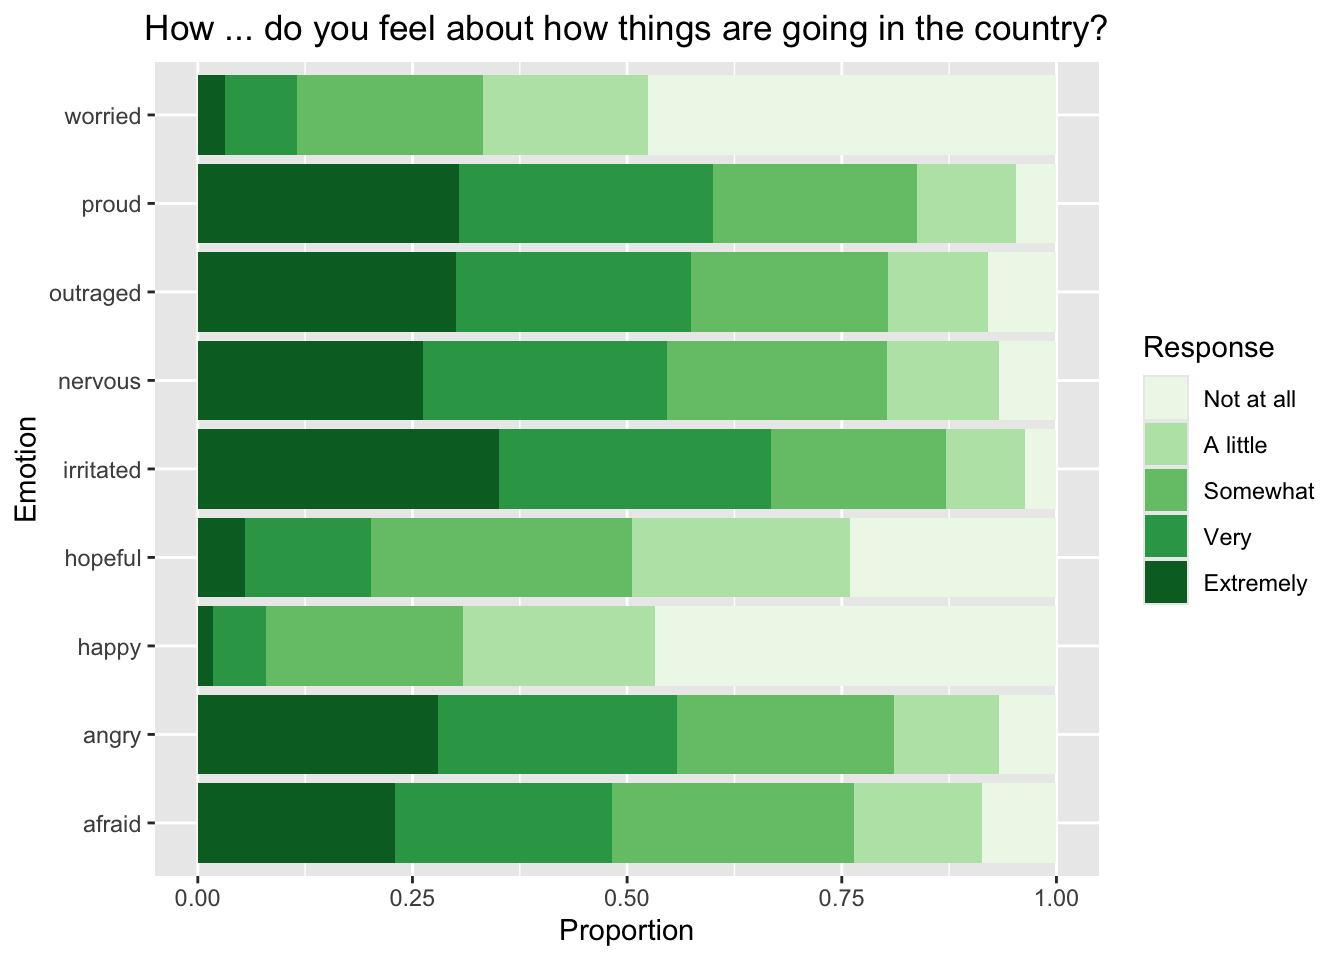 How ... do you feel about how things are going in the country?
worried
proud
outraged
nervous
irritated
hopeful
happy
angry
afraid
Emotion
0.00 0.25 0.50 0.75 1.00
Proportion
Response
Not at all
A little
Somewhat
Very
Extremely